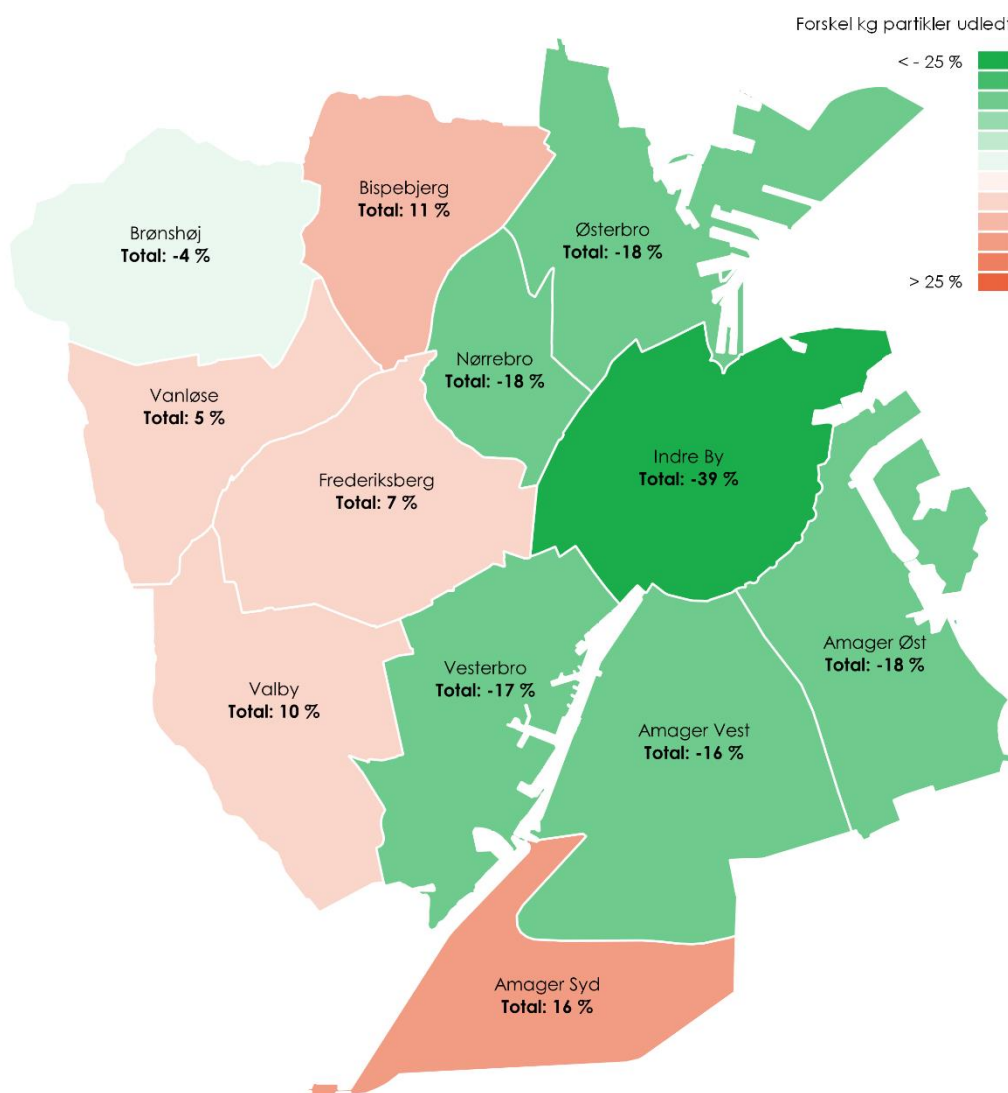 Forskel kg partikler udledt
< - 25 %
> 25 %
Bispebjerg
Total: 11 %
Brønshøj
Total: -4 %
Østerbro
Total: -18 %
Nørrebro
Total: -18 %
Vanløse
Total: 5 %
Indre By
Total: -39 %
Frederiksberg
Total: 7 %
Amager Øst
Total: -18 %
Vesterbro
Total: -17 %
Valby
Total: 10 %
Amager Vest
Total: -16 %
Amager Syd
Total: 16 %